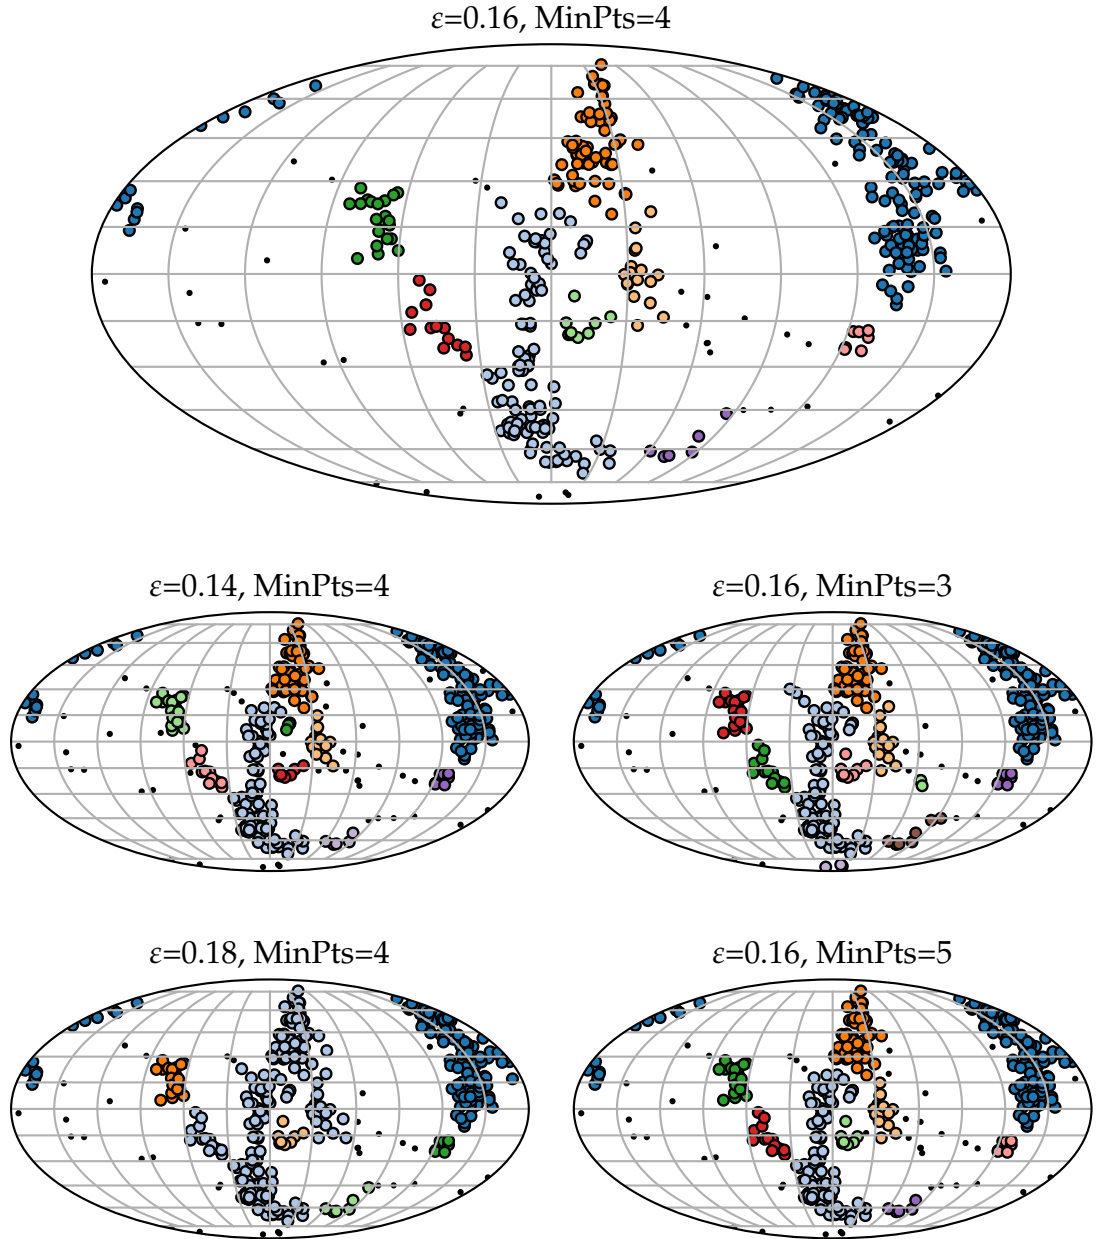 ε=0.16, MinPts=4
ε=0.14, MinPts=4
ε=0.16, MinPts=3
ε=0.18, MinPts=4
ε=0.16, MinPts=5